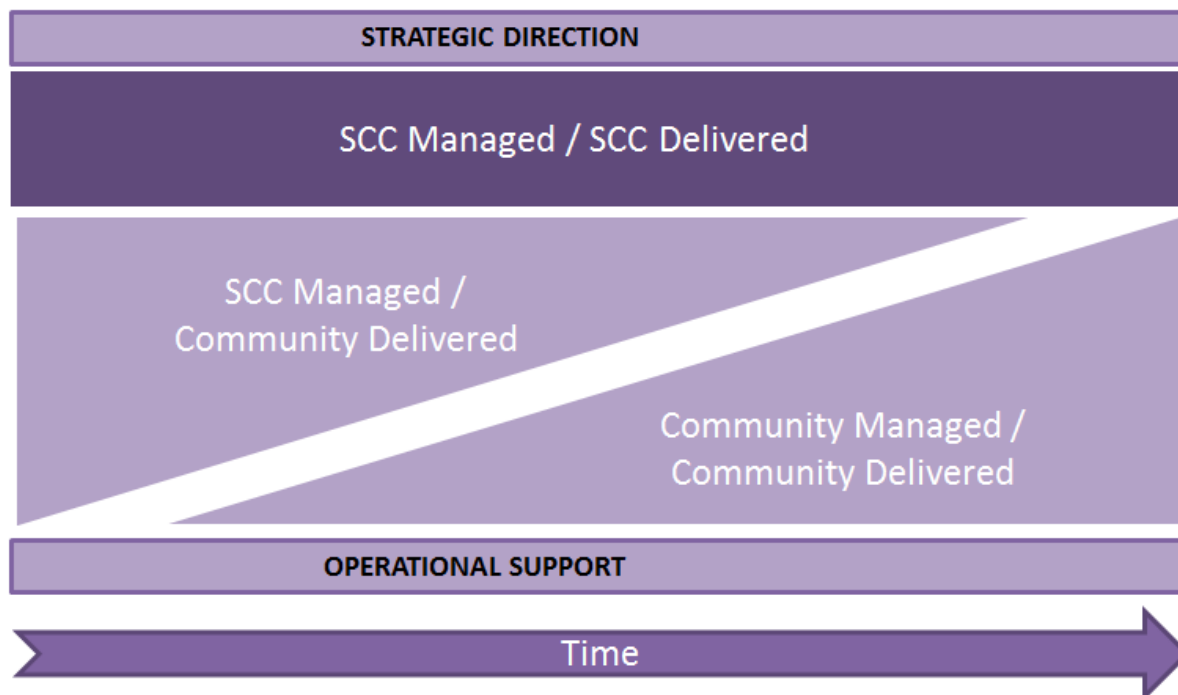 STRATEGIC DIRECTION
SCC Managed / SCC Delivered
SCC Managed /
Community Delivered
Community Managed /
Community Delivered
OPERATIONAL SUPPORT
Time